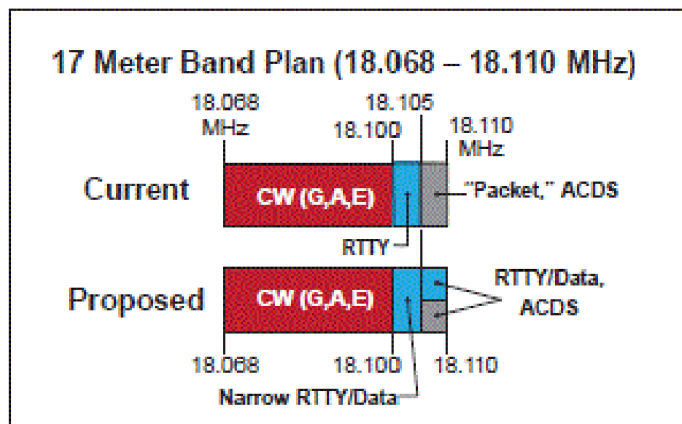 17 Meter Band Plan (18.068 – 18.110 MHz)
18.068 MHz
18.100
18.105
18.110 MHz
Current
CW (G,A,E)
"Packet," ACDS
RTTY
Proposed
CW (G,A,E)
RTTY/Data, ACDS
18.068
18.100
18.110
Narrow RTTY/Data